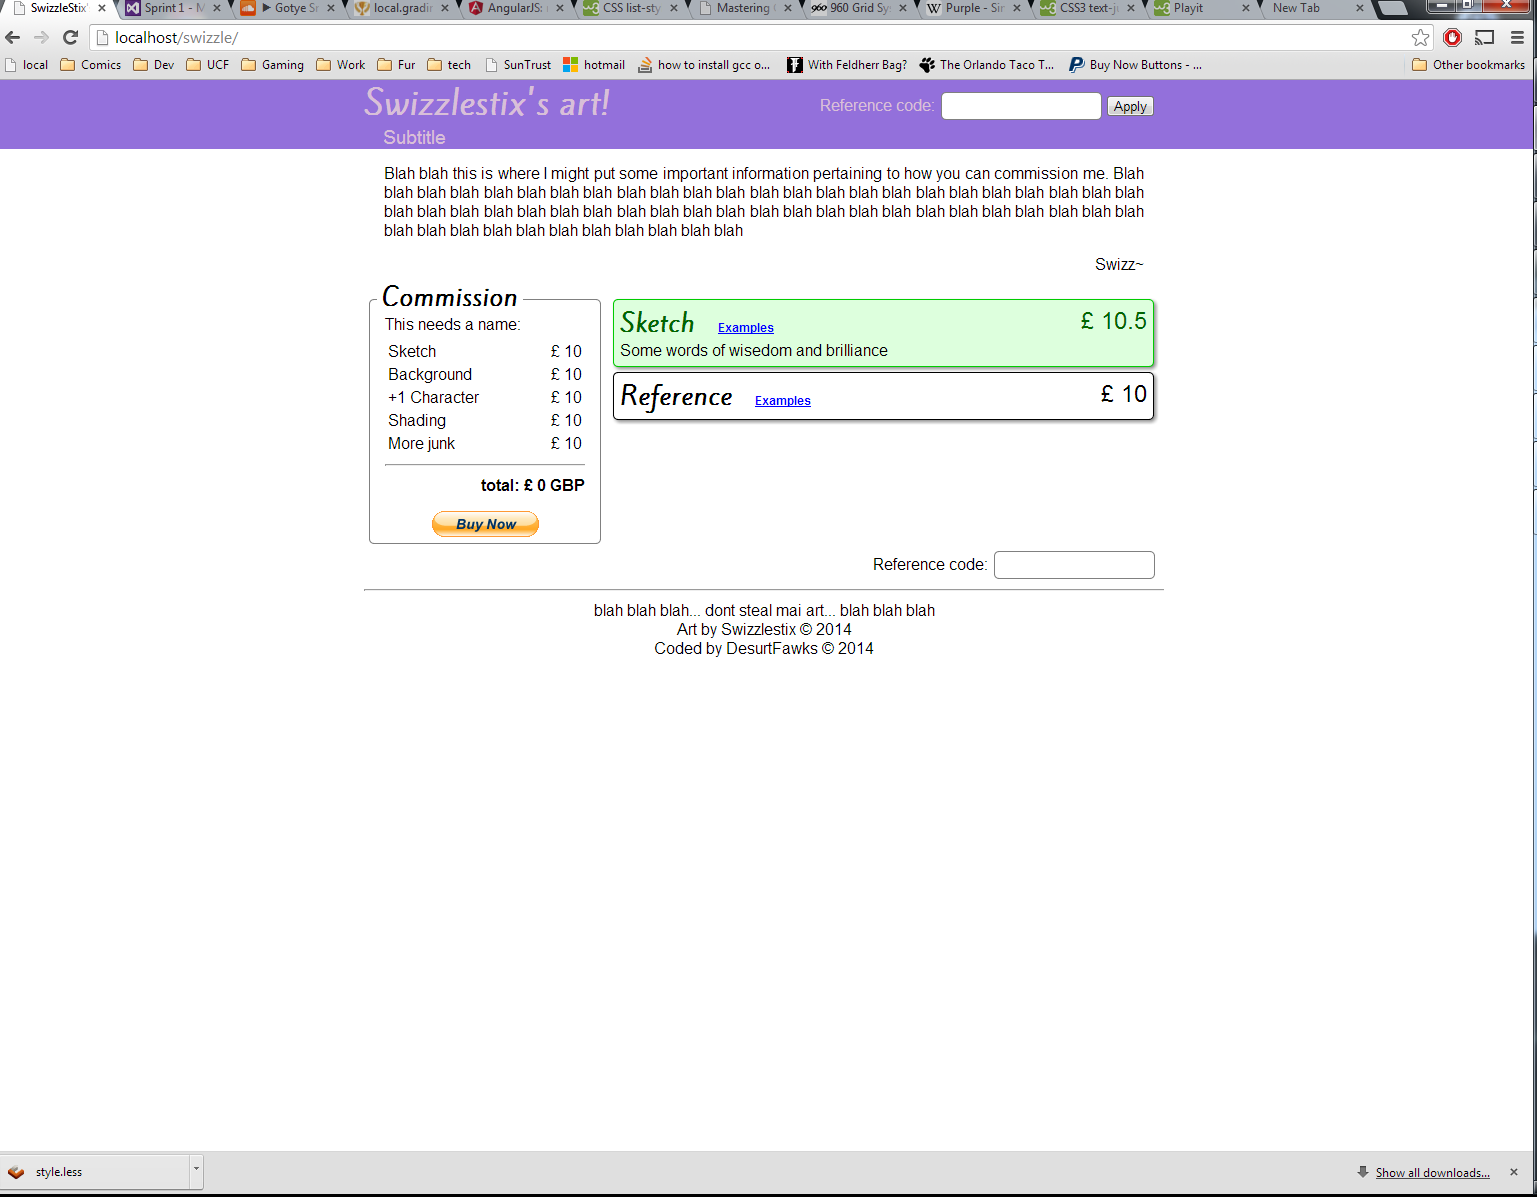 SwizzleStix'
Sprint 1 - M
Gotye Sr
local.gradin
AngularJS:
CSS list-sty
Mastering
960 Grid Sy
W Purple - Sin
CSS3 text-ju
Playit
New Tab
localhost/swizzle/
local Comics Dev UCF Gaming Work Fur tech SunTrust hotmail how to install gcc o... With Feldherr Bag? The Orlando Taco T... Buy Now Buttons - ... Other bookmarks
Swizzlestix's art!
Reference code: Apply
Subtitle
Blah blah this is where I might put some important information pertaining to how you can commission me. Blah
blah blah blah blah blah blah blah blah blah blah blah blah blah blah blah blah blah blah blah blah blah blah blah
blah blah blah blah blah blah blah blah blah blah blah blah blah blah blah blah blah blah blah blah blah blah blah
blah blah blah blah blah blah blah blah blah blah blah
Swizz~
Commission
This needs a name:
Sketch £ 10
Background £ 10
+1 Character £ 10
Shading £ 10
More junk £ 10
total: £ 0 GBP
Buy Now
Sketch Examples £ 10.5
Some words of wisedom and brilliance
Reference Examples £ 10
Reference code:
blah blah blah... dont steal mai art... blah blah blah
Art by Swizzlestix © 2014
Coded by DesurtFawks © 2014
style.less
Show all downloads...